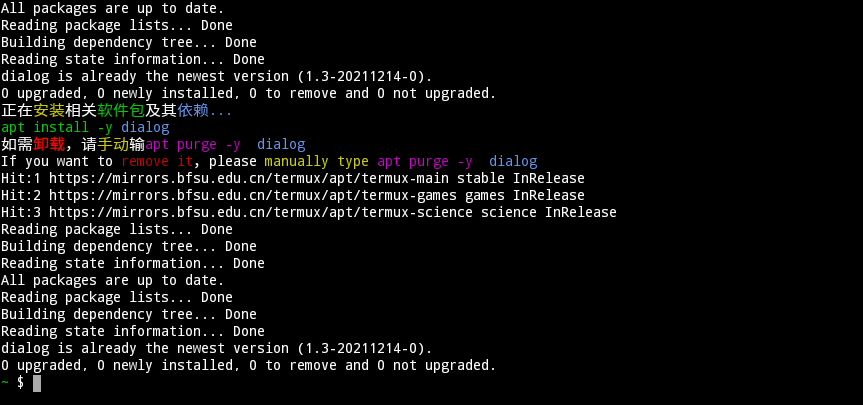 All packages are up to date.
Reading package lists... Done
Building dependency tree... Done
Reading state information... Done
dialog is already the newest version (1.3-20211214-0).
0 upgraded, 0 newly installed, 0 to remove and 0 not upgraded.
正在安装相关软件包及其依赖...
apt install -y dialog
如需卸载，请手动输apt purge -y  dialog
If you want to remove it, please manually type apt purge -y  dialog
Hit:1 https://mirrors.bfsu.edu.cn/termux/apt/termux-main stable InRelease
Hit:2 https://mirrors.bfsu.edu.cn/termux/apt/termux-games games InRelease
Hit:3 https://mirrors.bfsu.edu.cn/termux/apt/termux-science science InRelease
Reading package lists... Done
Building dependency tree... Done
Reading state information... Done
All packages are up to date.
Reading package lists... Done
Building dependency tree... Done
Reading state information... Done
dialog is already the newest version (1.3-20211214-0).
0 upgraded, 0 newly installed, 0 to remove and 0 not upgraded.
~ $